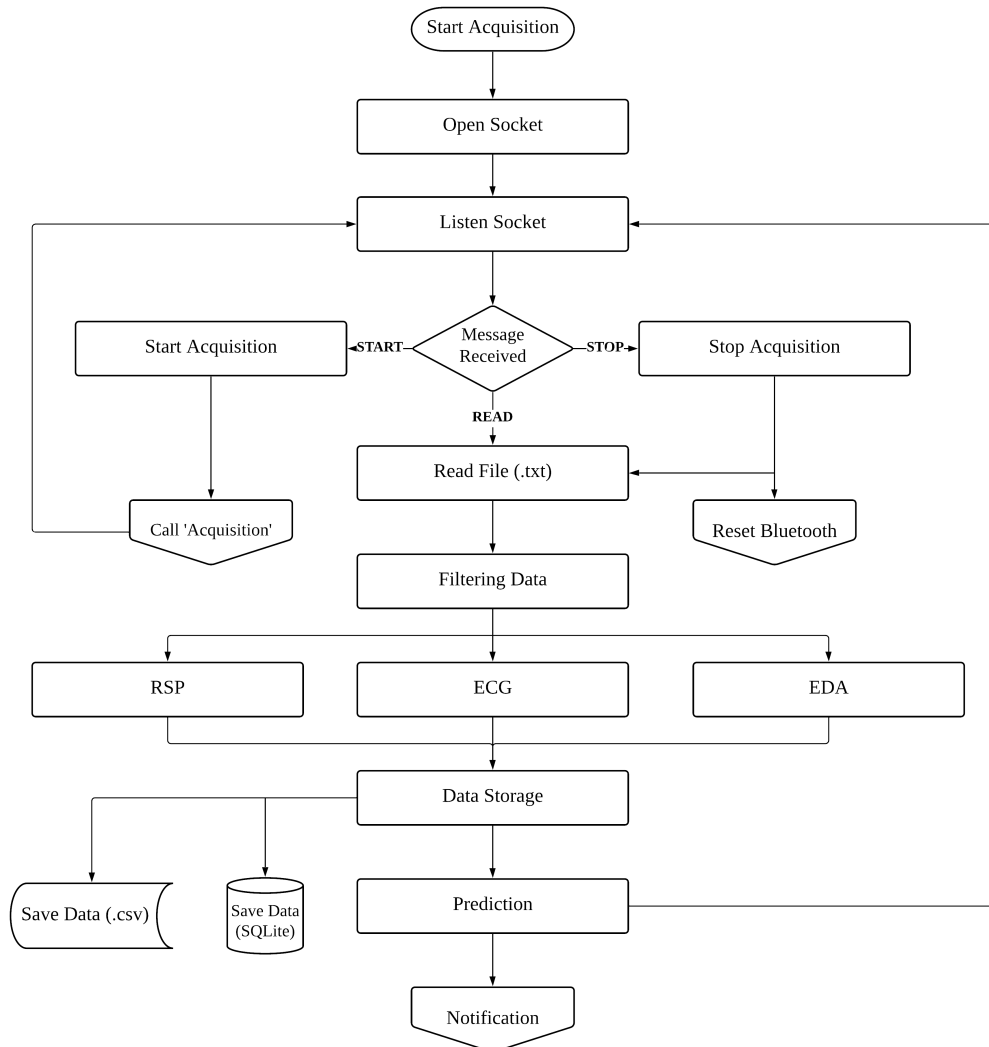 Start Acquisition
Open Socket
Listen Socket
Message
Received
START
STOP
Start Acquisition
Stop Acquisition
READ
Read File (.txt)
Call 'Acquisition'
Reset Bluetooth
Filtering Data
RSP
ECG
EDA
Data Storage
Save Data (.csv)
Save Data
(SQLite)
Prediction
Notification